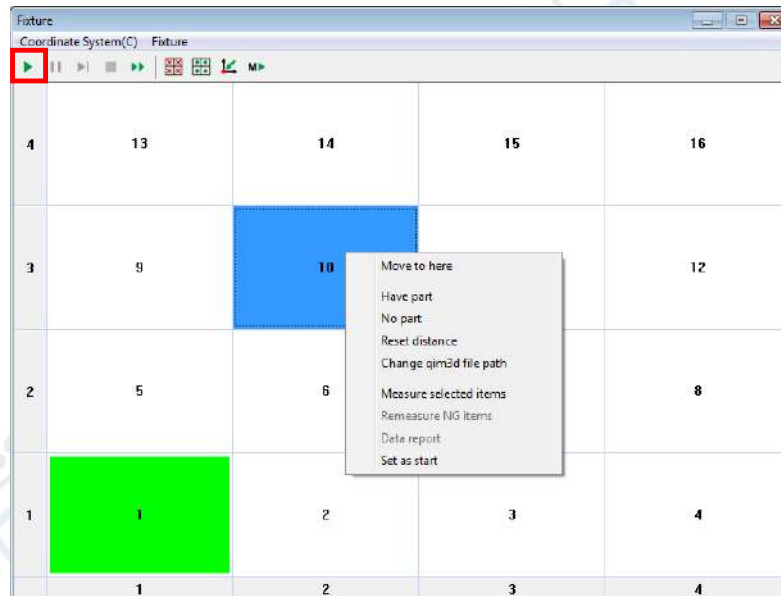 Fixture
Coordinate System(C) Fixture
M
4 13 14 15 16
3 9 10 12
Move to here
Have part
No part
Reset distance
Change qim3d file path
2 5 6 8
Measure selected items
Remeasure NG items
Data report
Set as start
1 1 2 3 4
1 2 3 4